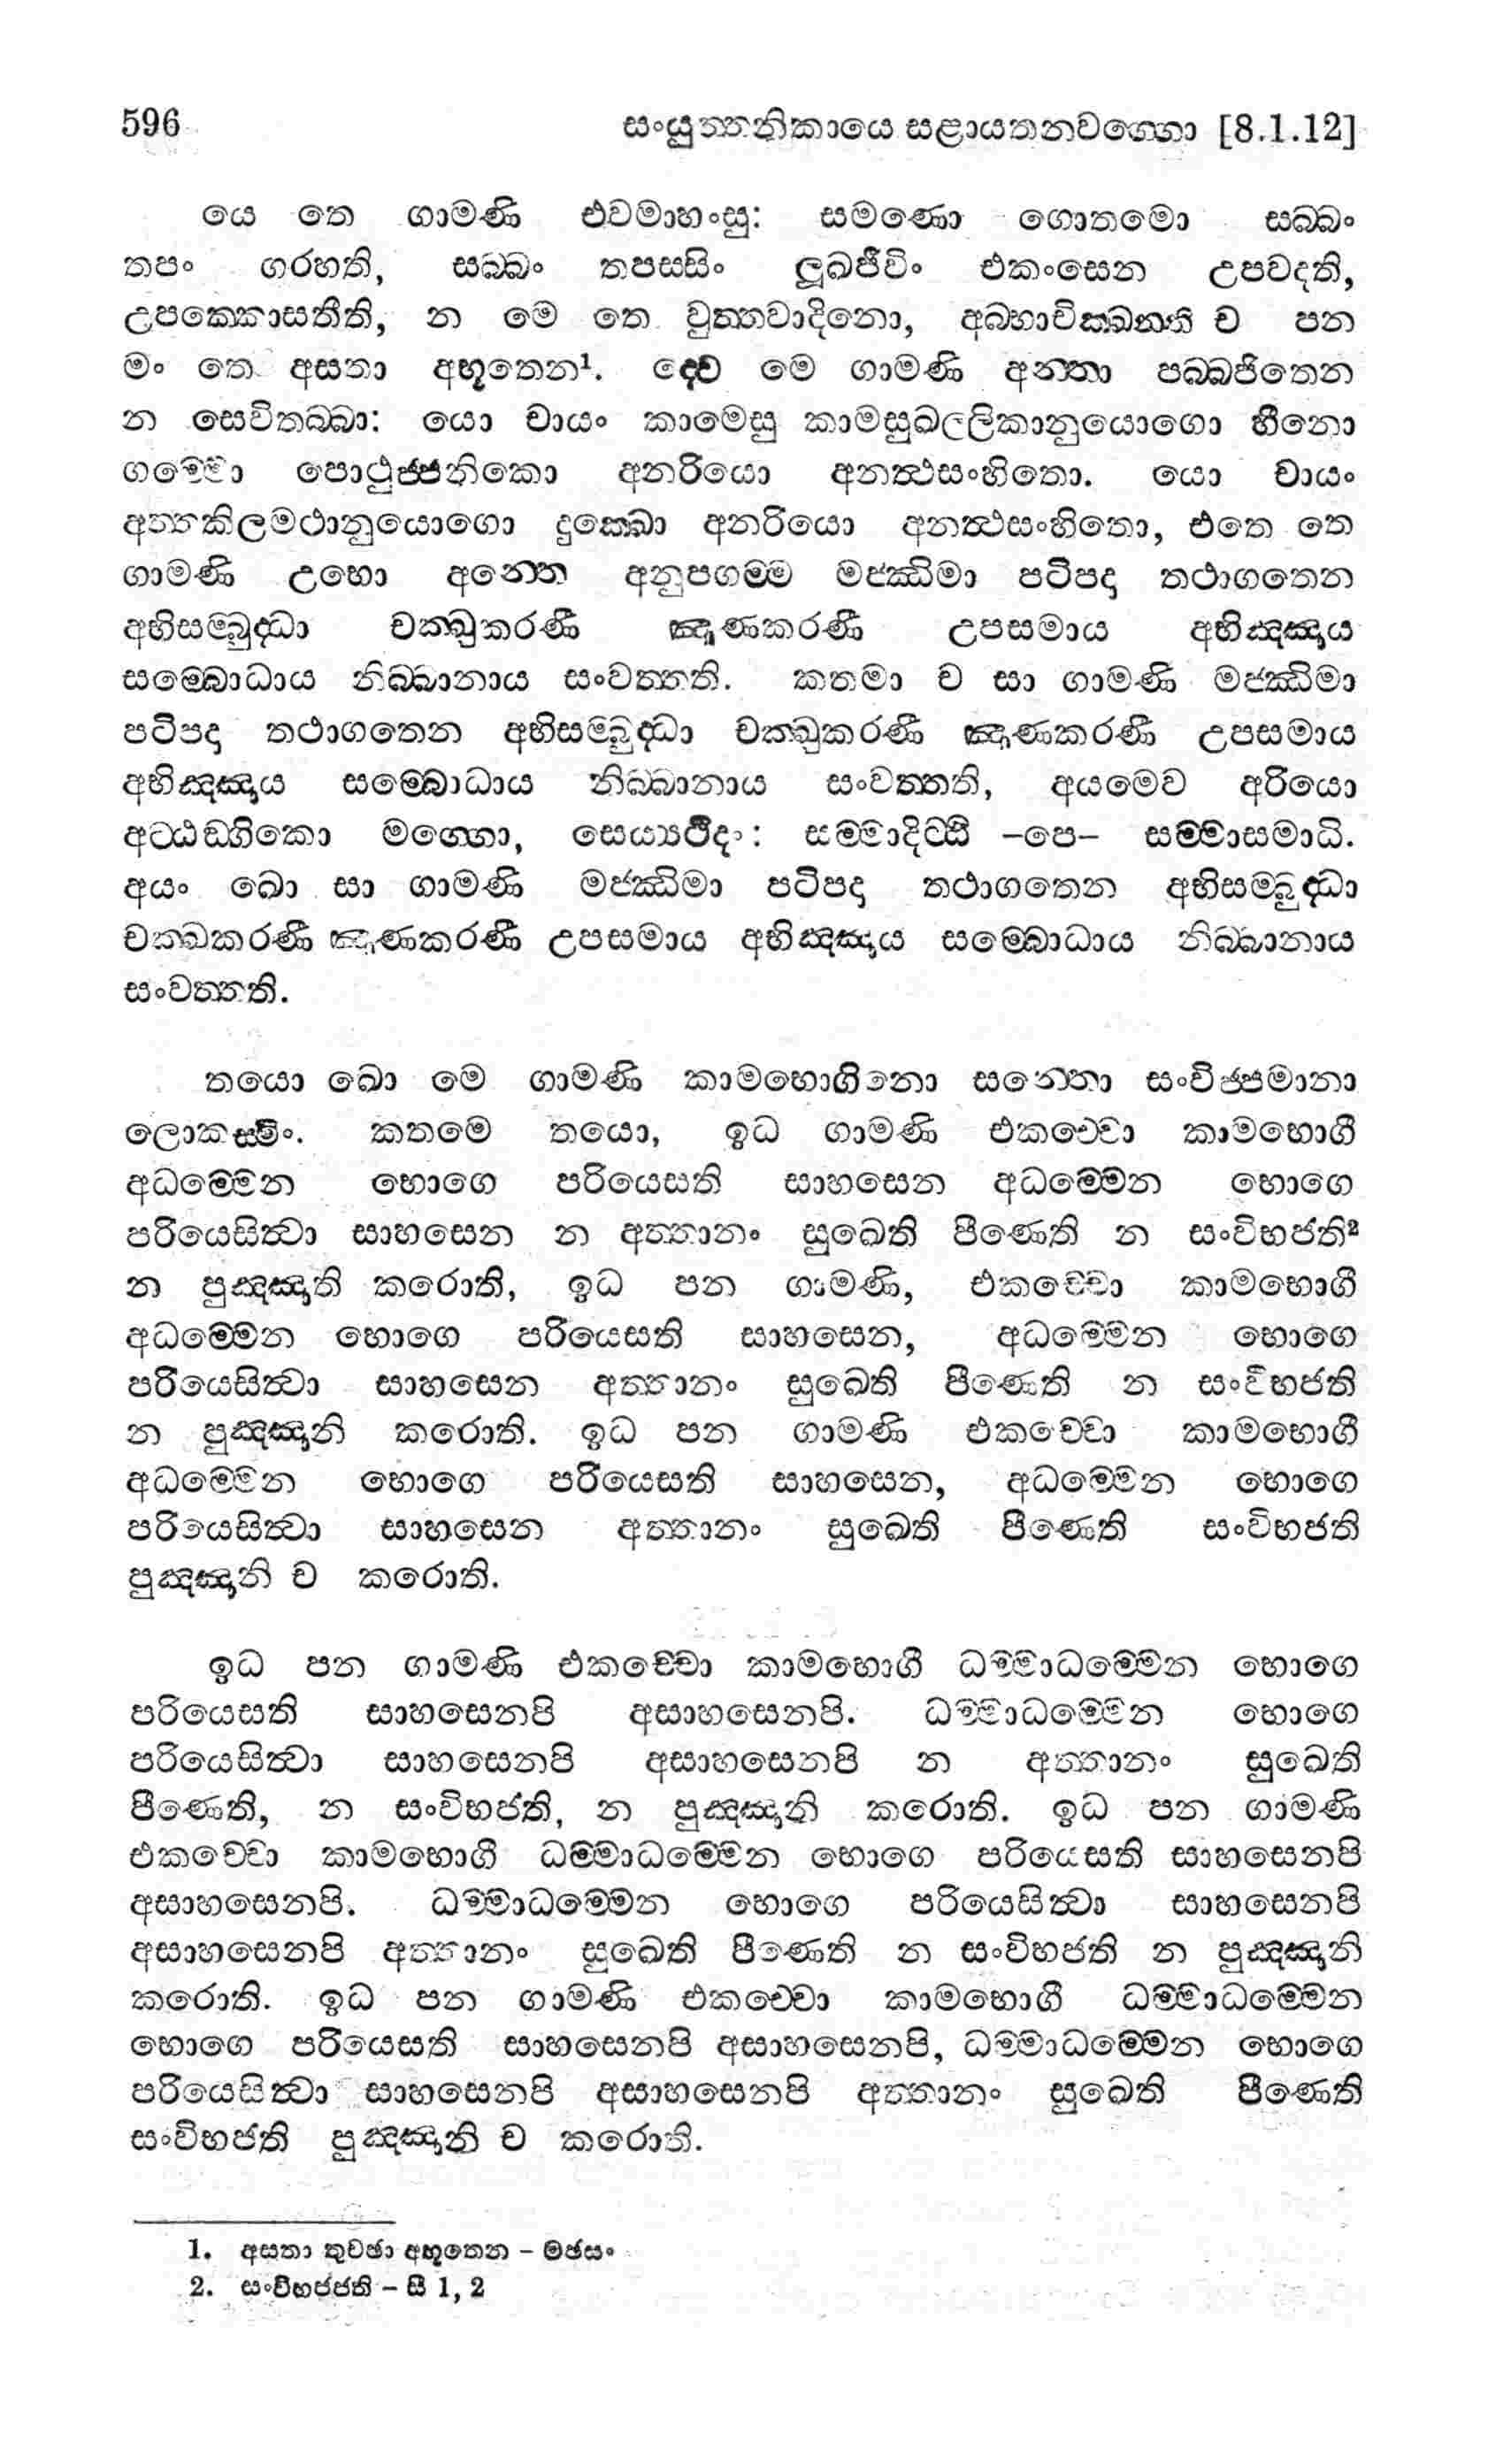 596 සංයුත්තනිකායෙ සළායතනවග්ගො [8.1.12]
යෙ තෙ ගාමණි එවමාහංසු: සමණො ගොතමො සබ්බං
තපං ගරහති, සබ්බං තපස්සිං ලූඛජීවිං එකංසෙන උපවදති,
උපක්කොසතීති, න මෙ තෙ වුත්තවාදිනො, අබ්භාචික්ඛන්ති ච පන
මං තෙ අසතා අභූතෙන¹. ද්වෙ මෙ ගාමණි අන්තා පබ්බජිතෙන
න සෙවිතබ්බා: යො චායං කාමෙසු කාමසුඛල්ලිකානුයොගො හීනො
ගම්මො පොථුජ්ජනිකො අනරියො අනත්ථසංහිතො. යො චායං
අත්තකිලමථානුයොගො දුක්ඛො අනරියො අනත්ථසංහිතො, එතෙ තෙ
ගාමණි උභො අන්තෙ අනුපගම්ම මජ්ඣිමා පටිපදා තථාගතෙන
අභිසම්බුද්ධා චක්ඛුකරණී ඤාණකරණී උපසමාය අභිඤ්ඤාය
සම්බොධාය නිබ්බානාය සංවත්තති. කතමා ච සා ගාමණි මජ්ඣිමා
පටිපදා තථාගතෙන අභිසම්බුද්ධා චක්ඛුකරණී ඤාණකරණී උපසමාය
අභිඤ්ඤාය සම්බොධාය නිබ්බානාය සංවත්තති, අයමෙව අරියො
අට්ඨඞ්ගිකො මග්ගො, සෙය්‍යථීදං: සම්මාදිට්ඨි –පෙ– සම්මාසමාධි.
අයං ඛො සා ගාමණි මජ්ඣිමා පටිපදා තථාගතෙන අභිසම්බුද්ධා
චක්ඛුකරණී ඤාණකරණී උපසමාය අභිඤ්ඤාය සම්බොධාය නිබ්බානාය
සංවත්තති.
තයො ඛො මෙ ගාමණි කාමභොගිනො සන්තො සංවිජ්ජමානා
ලොකස්මිං. කතමෙ තයො, ඉධ ගාමණි එකච්චො කාමභොගී
අධම්මෙන භොගෙ පරියෙසති සාහසෙන අධම්මෙන භොගෙ
පරියෙසිත්වා සාහසෙන න අත්තානං සුඛෙති පීණෙති න සංවිභජති²
න පුඤ්ඤාති කරොති, ඉධ පන ගාමණි, එකච්චො කාමභොගී
අධම්මෙන භොගෙ පරියෙසති සාහසෙන, අධම්මෙන භොගෙ
පරියෙසිත්වා සාහසෙන අත්තානං සුඛෙති පීණෙති න සංවිභජති
න පුඤ්ඤානි කරොති. ඉධ පන ගාමණි එකච්චො කාමභොගී
අධම්මෙන භොගෙ පරියෙසති සාහසෙන, අධම්මෙන භොගෙ
පරියෙසිත්වා සාහසෙන අත්තානං සුඛෙති පීණෙති සංවිභජති
පුඤ්ඤානි ච කරොති.
ඉධ පන ගාමණි එකච්චො කාමභොගී ධම්මාධම්මෙන භොගෙ
පරියෙසති සාහසෙනපි අසාහසෙනපි. ධම්මාධම්මෙන භොගෙ
පරියෙසිත්වා සාහසෙනපි අසාහසෙනපි න අත්තානං සුඛෙති
පීණෙති, න සංවිභජති, න පුඤ්ඤානි කරොති. ඉධ පන ගාමණි
එකච්චො කාමභොගී ධම්මාධම්මෙන භොගෙ පරියෙසති සාහසෙනපි
අසාහසෙනපි. ධම්මාධම්මෙන භොගෙ පරියෙසිත්වා සාහසෙනපි
අසාහසෙනපි අත්තානං සුඛෙති පීණෙති න සංවිභජති න පුඤ්ඤානි
කරොති. ඉධ පන ගාමණි එකච්චො කාමභොගී ධම්මාධම්මෙන
භොගෙ පරියෙසති සාහසෙනපි අසාහසෙනපි, ධම්මාධම්මෙන භොගෙ
පරියෙසිත්වා සාහසෙනපි අසාහසෙනපි අත්තානං සුඛෙති පීණෙති
සංවිභජති පුඤ්ඤානි ච කරොති.
1. අසතා තුච්ඡා අභූතෙන – මඡසං
2. සංවිභජ්ජති – සී 1, 2